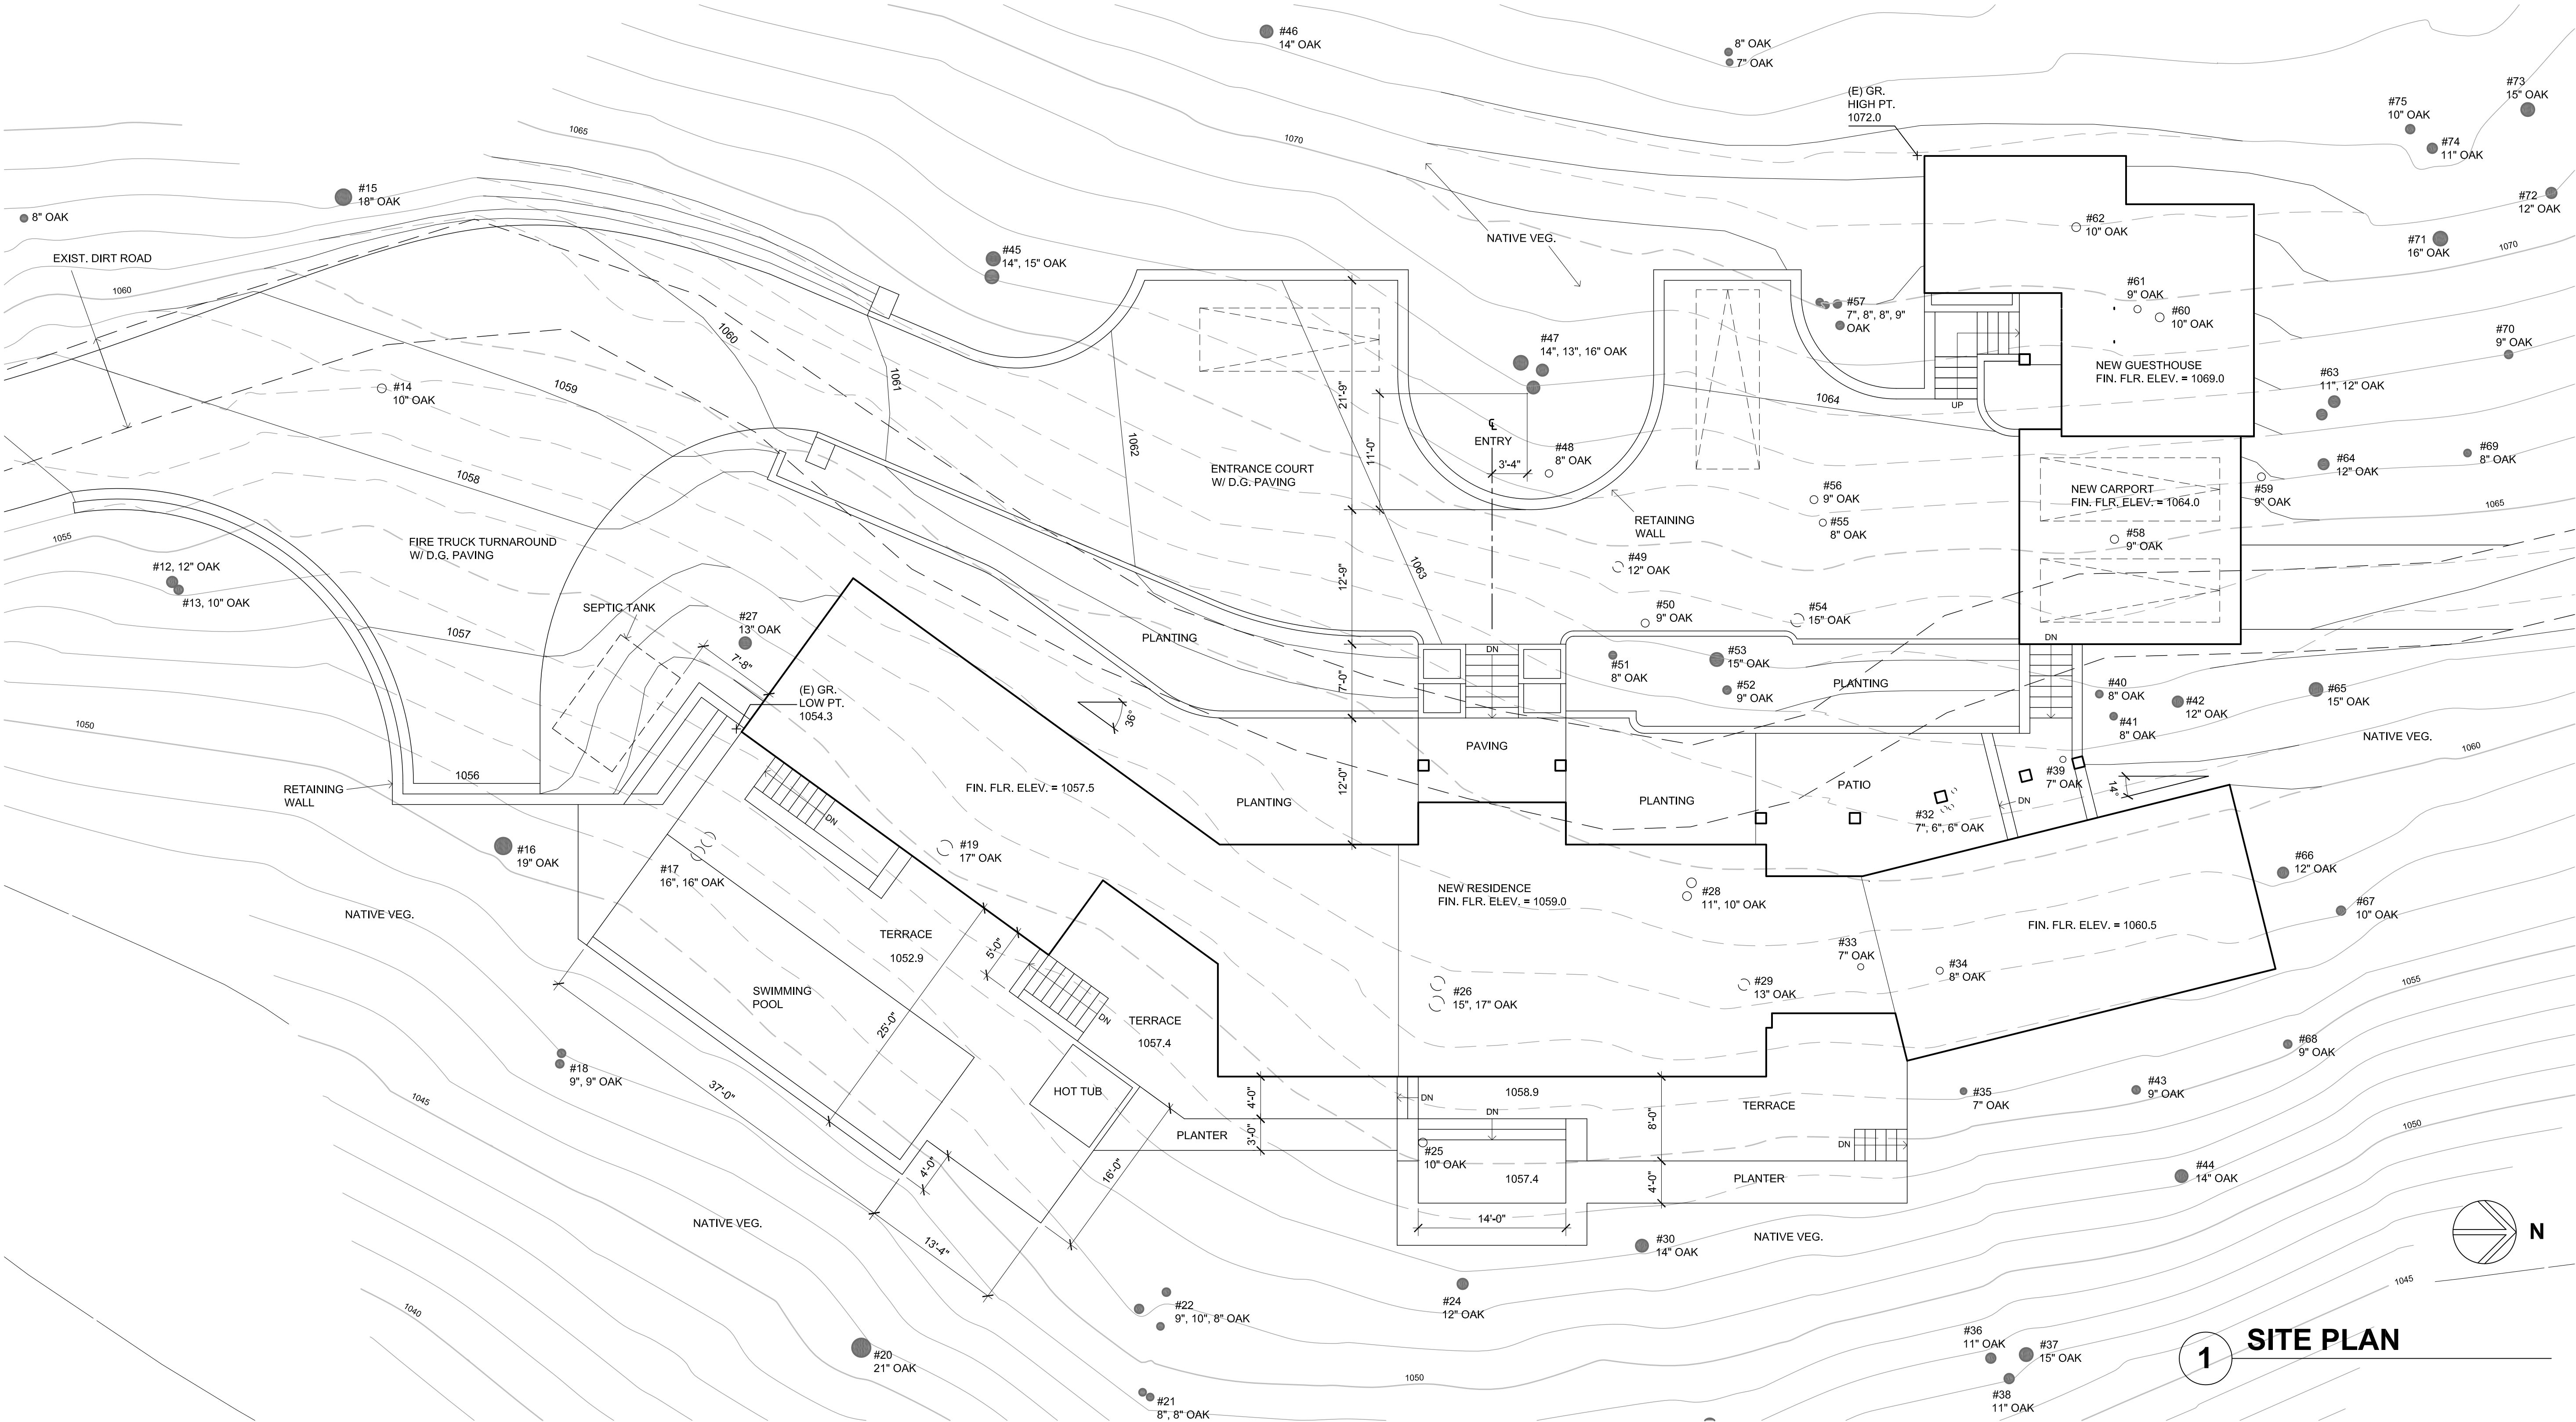 #46
14" OAK
8" OAK
7" OAK
(E) GR.
HIGH PT.
1072.0
#73
15" OAK
#75
10" OAK
#74
11" OAK
1065
1070
#15
18" OAK
8" OAK
#72
12" OAK
#62
10" OAK
NATIVE VEG.
#71
16" OAK
1070
#45
14", 15" OAK
EXIST. DIRT ROAD
1060
#61
9" OAK
#60
10" OAK
#57
7", 8", 8", 9"
OAK
1060
#47
14", 13", 16" OAK
#70
9" OAK
NEW GUESTHOUSE
FIN. FLR. ELEV. = 1069.0
#63
11", 12" OAK
#14
10" OAK
1059
1061
21'-9"
1064
UP
11'-0"
1062
CL
ENTRY
3'-4"
#48
8" OAK
#69
8" OAK
#64
12" OAK
ENTRANCE COURT
W/ D.G. PAVING
1058
#56
9" OAK
#55
8" OAK
NEW CARPORT
FIN. FLR. ELEV. = 1064.0
#59
9" OAK
1065
RETAINING
WALL
1055
FIRE TRUCK TURNAROUND
W/ D.G. PAVING
#58
9" OAK
#12, 12" OAK
#13, 10" OAK
#49
12" OAK
1063
12'-9"
SEPTIC TANK
#27
13" OAK
#50
9" OAK
#54
15" OAK
1057
PLANTING
DN
DN
7'-8"
#51
8" OAK
#53
15" OAK
#52
9" OAK
PLANTING
7'-0"
(E) GR.
LOW PT.
1054.3
#40
8" OAK
#41
8" OAK
#42
12" OAK
#65
15" OAK
36°
1050
NATIVE VEG.
1060
PAVING
1056
RETAINING
WALL
12'-0"
#39
7" OAK
PATIO
14°
FIN. FLR. ELEV. = 1057.5
PLANTING
PLANTING
DN
DN
#32
7", 6", 6" OAK
#16
19" OAK
#19
17" OAK
#17
16", 16" OAK
#66
12" OAK
NEW RESIDENCE
FIN. FLR. ELEV. = 1059.0
#28
11", 10" OAK
#67
10" OAK
NATIVE VEG.
FIN. FLR. ELEV. = 1060.5
TERRACE
1052.9
5'-0"
#33
7" OAK
#34
8" OAK
1055
SWIMMING
POOL
#26
15", 17" OAK
#29
13" OAK
25'-0"
DN
TERRACE
1057.4
#68
9" OAK
#18
9", 9" OAK
37'-0"
HOT TUB
4'-0"
DN
1058.9
DN
TERRACE
#35
7" OAK
#43
9" OAK
1045
8'-0"
1050
PLANTER
3'-0"
DN
#25
10" OAK
4'-0"
16'-0"
1057.4
4'-0"
PLANTER
#44
14" OAK
14'-0"
NATIVE VEG.
13'-4"
#30
14" OAK
NATIVE VEG.
N
1045
#24
12" OAK
1040
#22
9", 10", 8" OAK
#20
21" OAK
#36
11" OAK
#37
15" OAK
1 SITE PLAN
1050
#38
11" OAK
#21
8", 8" OAK